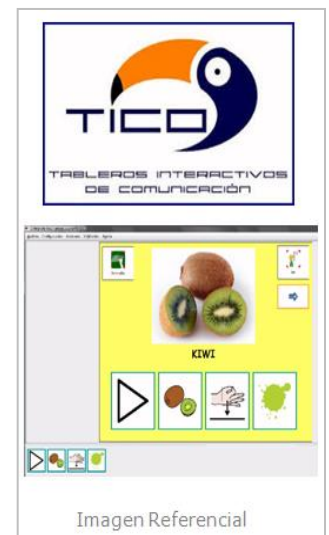 TICO
TABLEROS INTERACTIVOS
DE COMUNICACIÓN
KIWI
Imagen Referencial